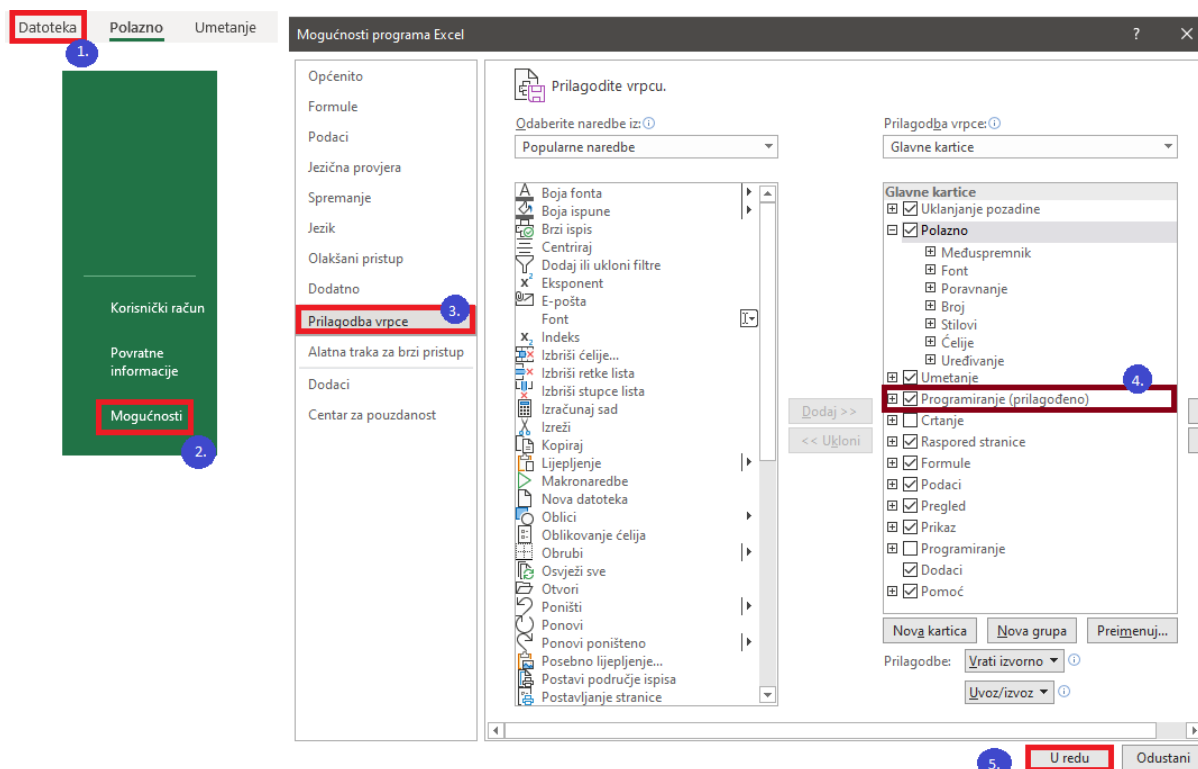 Datoteka Polazno Umetanje
1.
Korisnički račun
Povratne
informacije
Mogućnosti
2.
Mogućnosti programa Excel ? ×
Općenito
Formule
Podaci
Jezična provjera
Spremanje
Jezik
Olakšani pristup
Dodatno
Prilagodba vrpce
3.
Alatna traka za brzi pristup
Dodaci
Centar za pouzdanost
Prilagodite vrpcu.
Odaberite naredbe iz:
Popularne naredbe
Boja fonta
Boja ispune
Brzi ispis
Centriraj
Dodaj ili ukloni filtre
Eksponent
E-pošta
Font
Indeks
Izbriši ćelije...
Izbriši retke lista
Izbriši stupce lista
Izračunaj sad
Izreži
Kopiraj
Lijepljenje
Makronaredbe
Nova datoteka
Oblici
Oblikovanje ćelija
Obrubi
Osvježi sve
Otvori
Poništi
Ponovi
Ponovi poništeno
Posebno lijepljenje...
Postavi područje ispisa
Postavljanje stranice
Dodaj >>
<< Ukloni
Prilagodba vrpce:
Glavne kartice
Glavne kartice
Uklanjanje pozadine
Polazno
Međuspremnik
Font
Poravnanje
Broj
Stilovi
Ćelije
Uređivanje
Umetanje
4.
Programiranje (prilagođeno)
Crtanje
Raspored stranice
Formule
Podaci
Pregled
Prikaz
Programiranje
Dodaci
Pomoć
Nova kartica Nova grupa Preimenuj...
Prilagodbe: Vrati izvorno
Uvoz/izvoz
5.
U redu Odustani